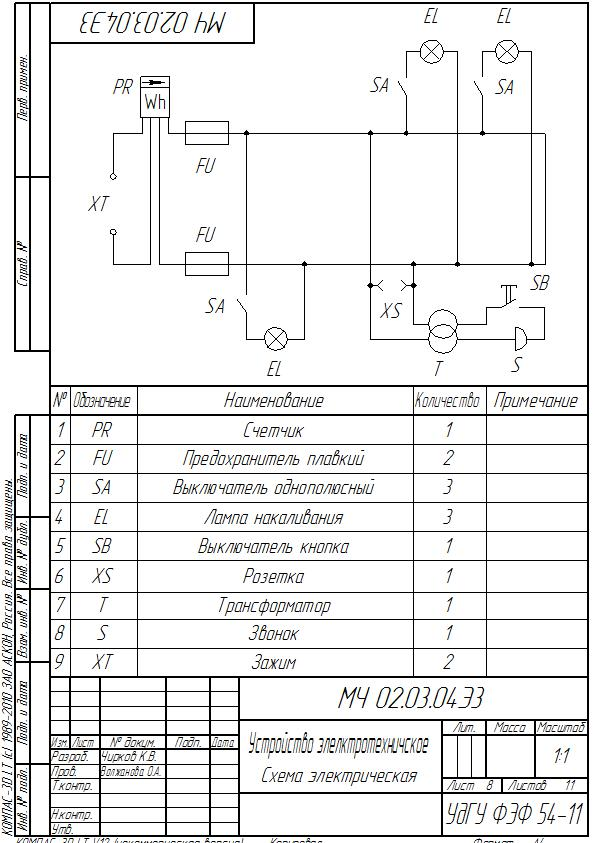 МЧ 02.03.04.ЭЗ
Перв. примен.
Справ. №
EL
EL
SA
SA
PR
Wh
FU
XT
FU
SA
EL
XS
SB
T
S
№ Обозначение Наименование Количество Примечание
1 PR Счетчик 1
2 FU Предохранитель плавкий 2
3 SA Выключатель однополюсный 3
4 EL Лампа накаливания 3
5 SB Выключатель кнопка 1
6 XS Розетка 1
7 T Трансформатор 1
8 S Звонок 1
9 XT Зажим 2
Подп. и дата
Инв. № дубл.
Взам. инв. №
Подп. и дата
Инв. № подл.
КОМПАС-3D LT (c) 1989-2010 ЗАО АСКОН, Россия. Все права защищены.
МЧ 02.03.04.ЭЗ
Изм. Лист № докум. Подп. Дата
Разраб. Чирков К.В.
Пров. Волханова О.А.
Т.контр.
Н.контр.
Утв.
Устройство элелктротехничское
Схема электрическая
Лит. Масса Масштаб
1:1
Лист 8 Листов 11
УдГУ ФЭФ 54-11
КОМПАС-3D LT V12 (некоммерческая версия) Копировал Формат A4